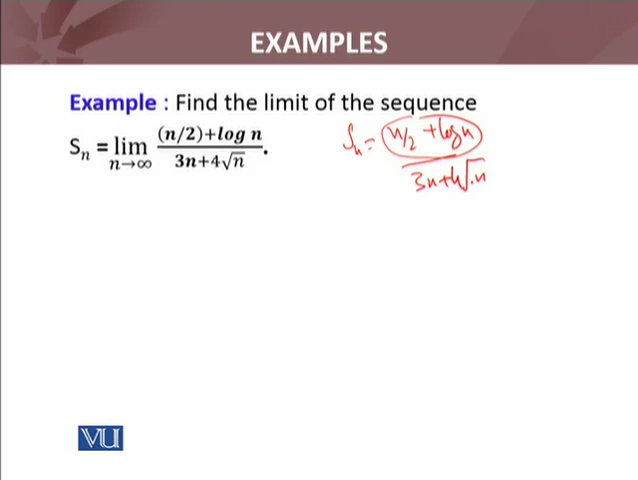 EXAMPLES
Example : Find the limit of the sequence
Sₙ = lim n→∞ (n/2)+log n / 3n+4√n .
Sₙ = n/2 + log n / 3n+4√n
VU